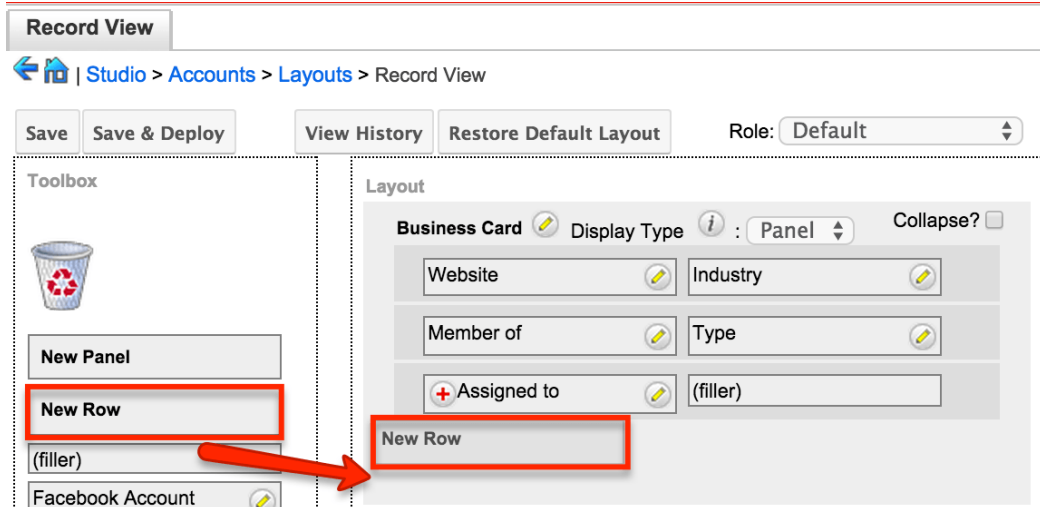 Record View
| Studio > Accounts > Layouts > Record View
Save Save & Deploy View History Restore Default Layout Role: Default
Toolbox
New Panel
New Row
(filler)
Facebook Account
Layout
Business Card Display Type i : Panel Collapse?
Website Industry
Member of Type
Assigned to (filler)
New Row